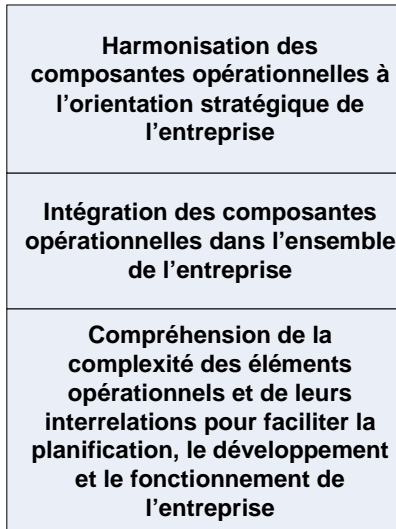 Harmonisation des
composantes opérationnelles à
l’orientation stratégique de
l’entreprise
Intégration des composantes
opérationnelles dans l’ensemble
de l’entreprise
Compréhension de la
complexité des éléments
opérationnels et de leurs
interrelations pour faciliter la
planification, le développement
et le fonctionnement de
l’entreprise